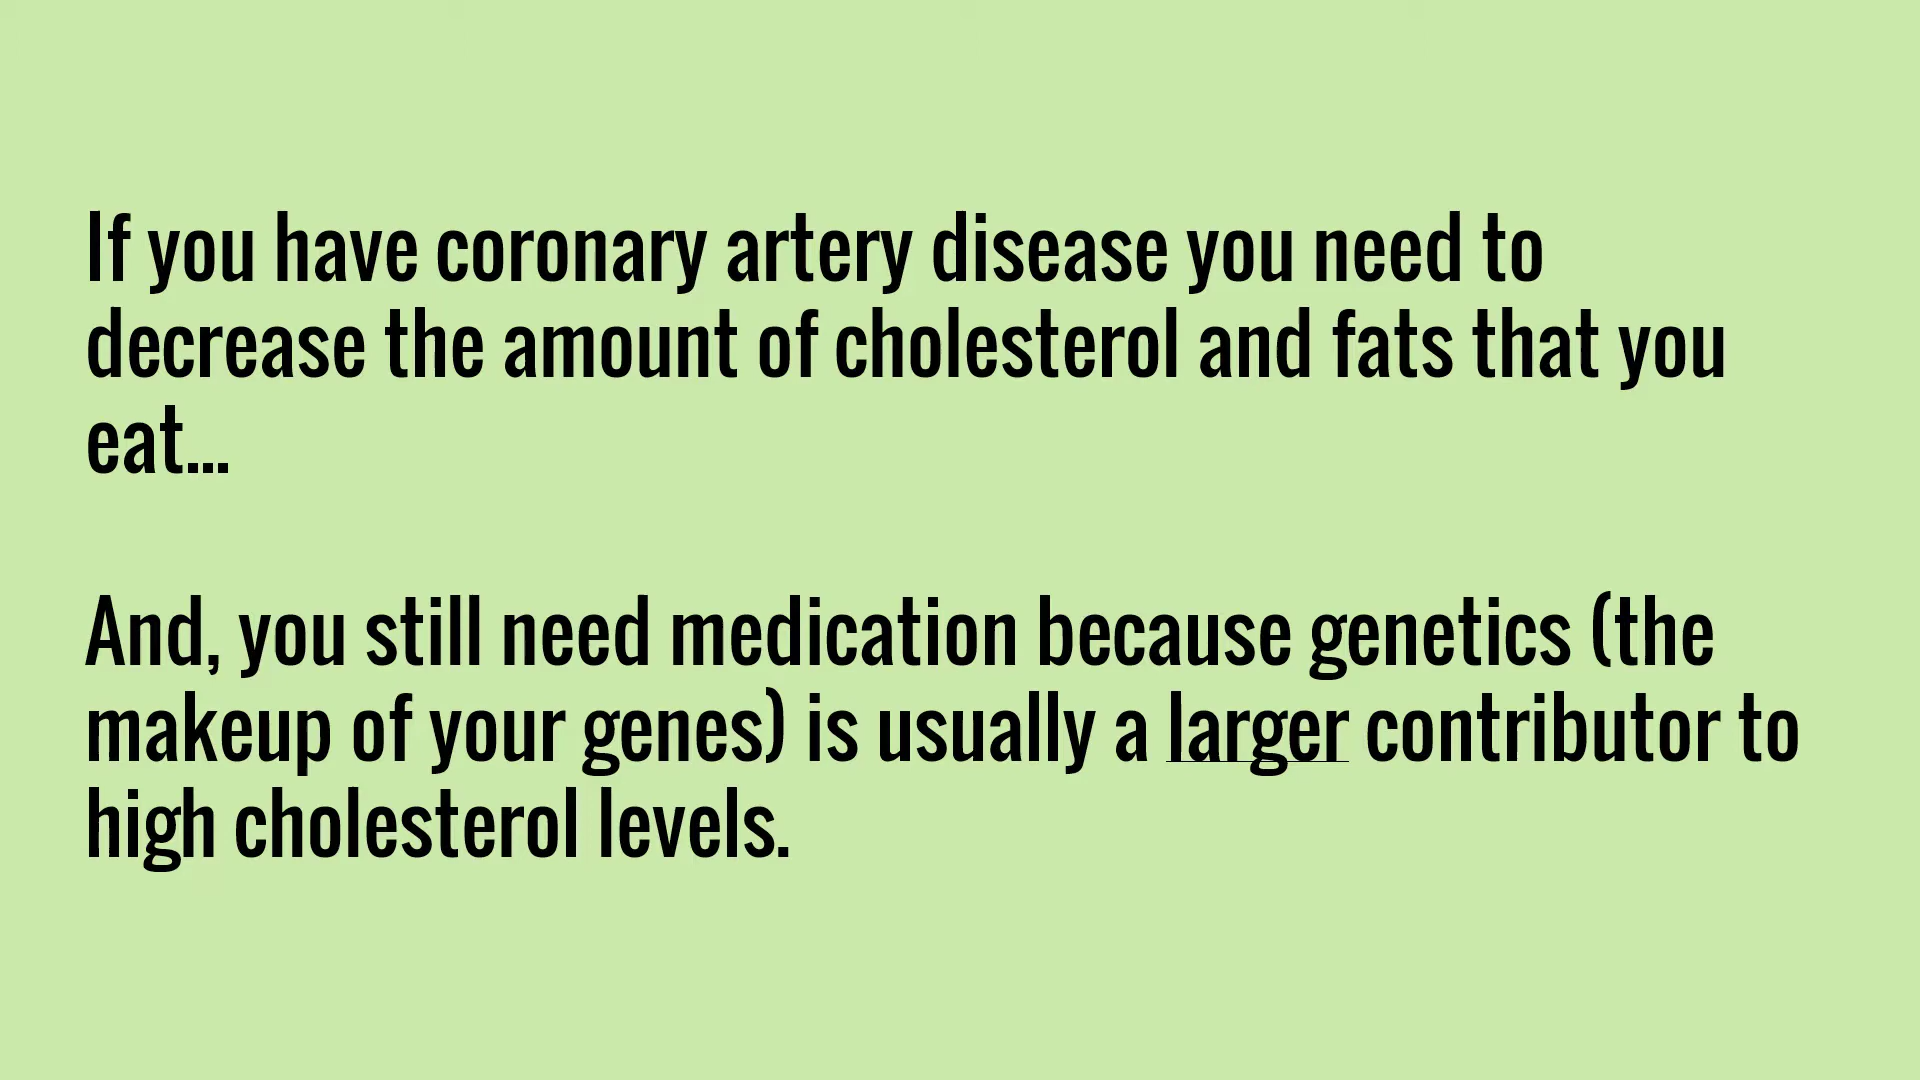 If you have coronary artery disease you need to
decrease the amount of cholesterol and fats that you
eat...
And, you still need medication because genetics (the
makeup of your genes) is usually a larger contributor to
high cholesterol levels.